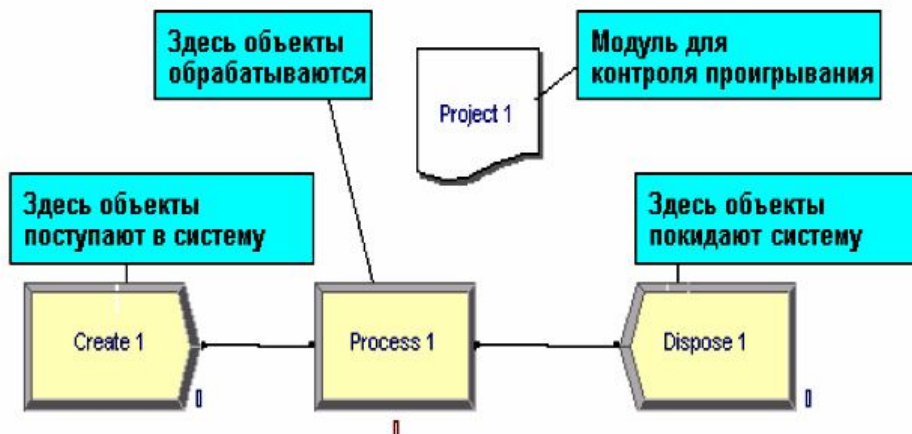 Здесь объекты
обрабатываются
Модуль для
контроля проигрывания
Project 1
Здесь объекты
поступают в систему
Здесь объекты
покидают систему
Create 1
Process 1
Dispose 1
0
0
0